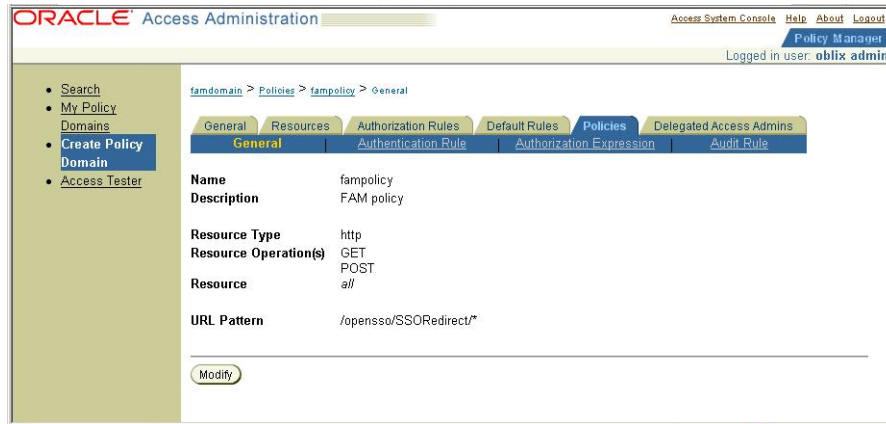 ORACLE Access Administration
Access System Console Help About Logout
Policy Manager
Logged in user: oblix admin
Search
My Policy
Domains
Create Policy
Domain
Access Tester
famdomain > Policies > fampolicy > General
General Resources Authorization Rules Default Rules Policies Delegated Access Admins
General | Authentication Rule | Authorization Expression | Audit Rule
Name fampolicy
Description FAM policy
Resource Type http
Resource Operation(s) GET
POST
Resource all
URL Pattern /opensso/SSORedirect/*
Modify